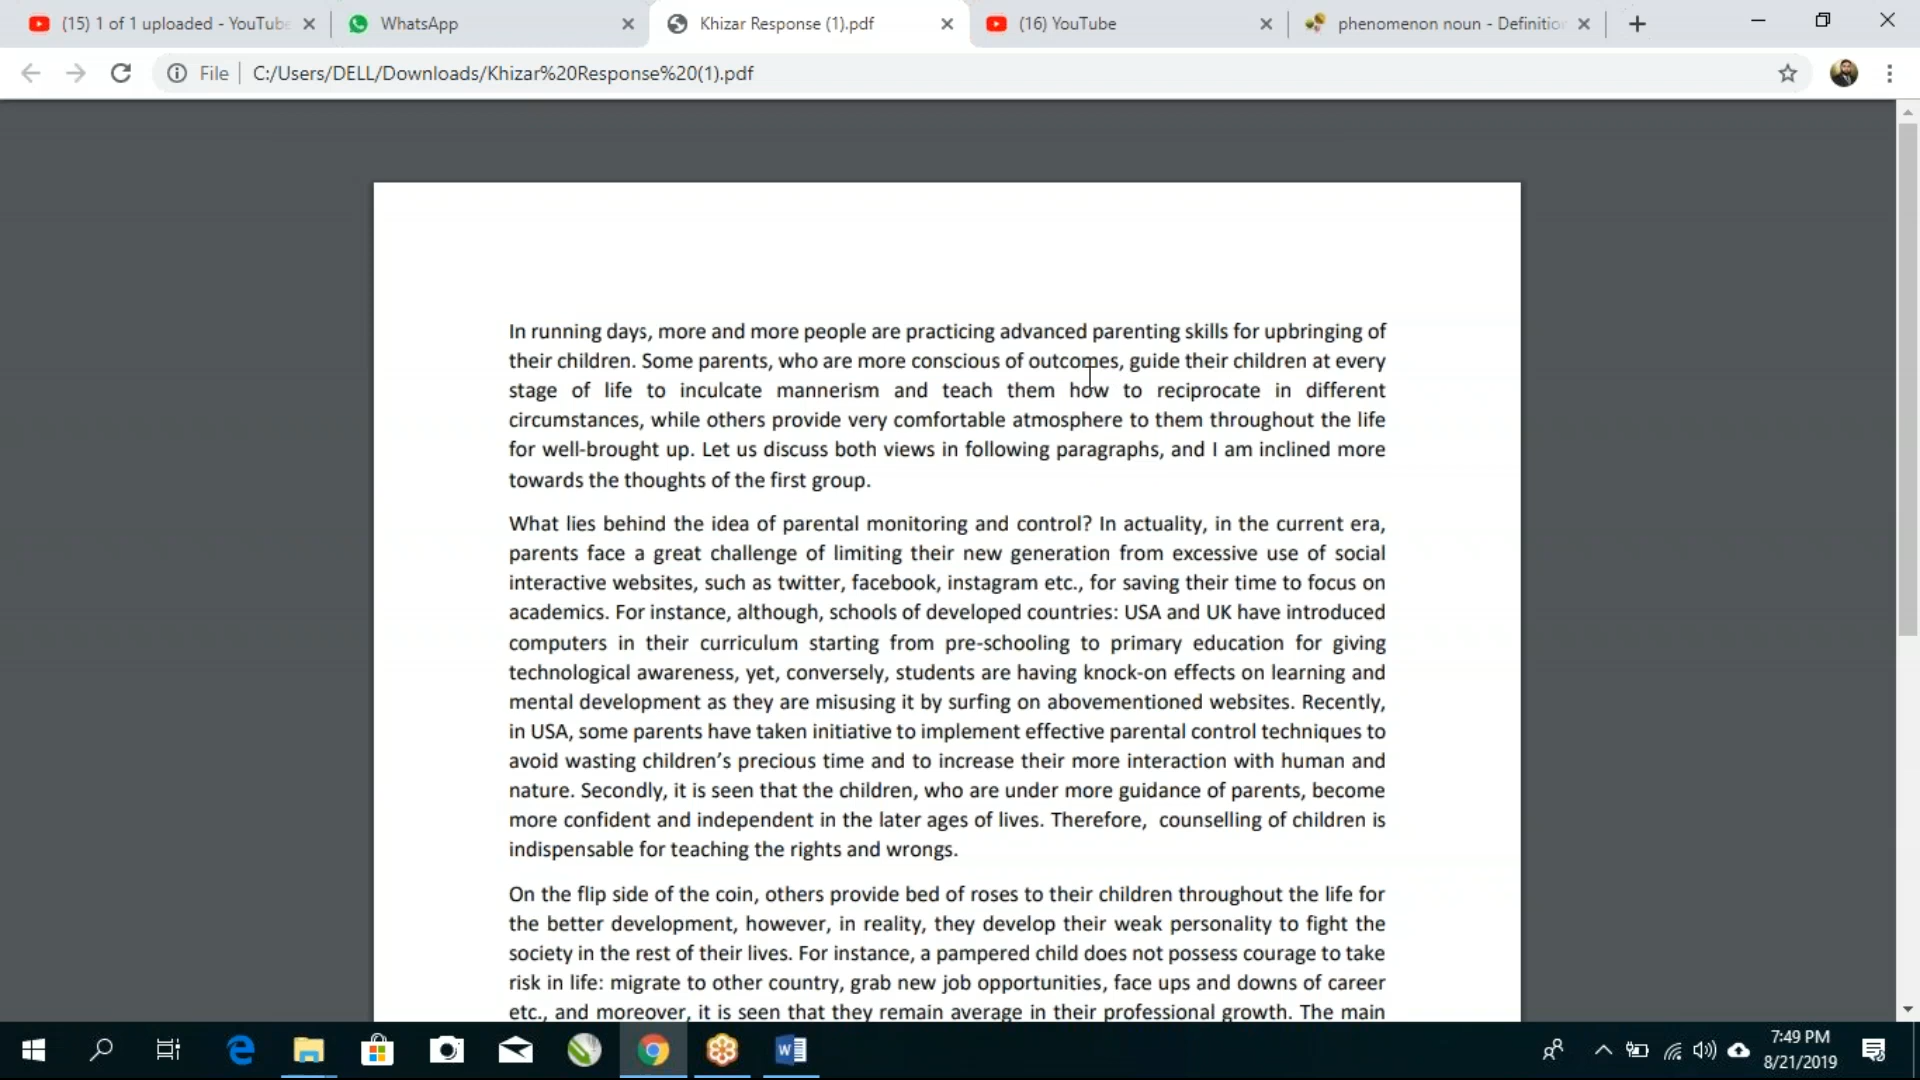 (15) 1 of 1 uploaded - YouTube
WhatsApp
Khizar Response (1).pdf
(16) YouTube
phenomenon noun - Definition
File
C:/Users/DELL/Downloads/Khizar%20Response%20(1).pdf
In running days, more and more people are practicing advanced parenting skills for upbringing of
their children. Some parents, who are more conscious of outcomes, guide their children at every
stage of life to inculcate mannerism and teach them how to reciprocate in different
circumstances, while others provide very comfortable atmosphere to them throughout the life
for well-brought up. Let us discuss both views in following paragraphs, and I am inclined more
towards the thoughts of the first group.
What lies behind the idea of parental monitoring and control? In actuality, in the current era,
parents face a great challenge of limiting their new generation from excessive use of social
interactive websites, such as twitter, facebook, instagram etc., for saving their time to focus on
academics. For instance, although, schools of developed countries: USA and UK have introduced
computers in their curriculum starting from pre-schooling to primary education for giving
technological awareness, yet, conversely, students are having knock-on effects on learning and
mental development as they are misusing it by surfing on abovementioned websites. Recently,
in USA, some parents have taken initiative to implement effective parental control techniques to
avoid wasting children’s precious time and to increase their more interaction with human and
nature. Secondly, it is seen that the children, who are under more guidance of parents, become
more confident and independent in the later ages of lives. Therefore,  counselling of children is
indispensable for teaching the rights and wrongs.
On the flip side of the coin, others provide bed of roses to their children throughout the life for
the better development, however, in reality, they develop their weak personality to fight the
society in the rest of their lives. For instance, a pampered child does not possess courage to take
risk in life: migrate to other country, grab new job opportunities, face ups and downs of career
etc., and moreover, it is seen that they remain average in their professional growth. The main
7:49 PM
8/21/2019